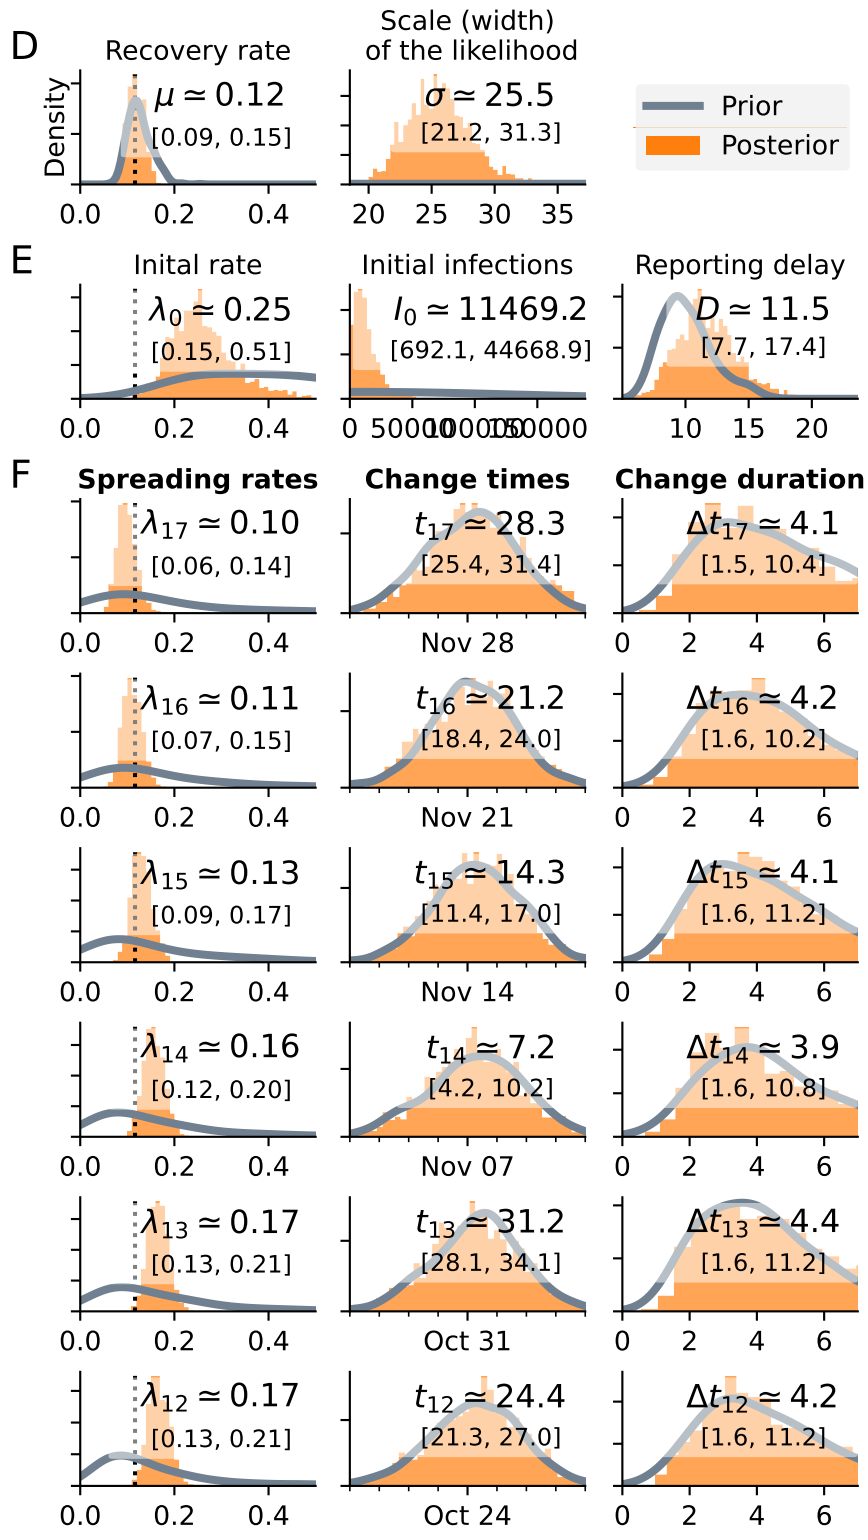 D
Recovery rate
Scale (width)
of the likelihood
Density
μ ≃ 0.12
[0.09, 0.15]
σ ≃ 25.5
[21.2, 31.3]
Prior
Posterior
0.0 0.2 0.4
20 25 30 35
E
Inital rate
Initial infections
Reporting delay
λ0 ≃ 0.25
[0.15, 0.51]
I0 ≃ 11469.2
[692.1, 44668.9]
D ≃ 11.5
[7.7, 17.4]
0.0 0.2 0.4
0 50000 100000 150000
10 15 20
F
Spreading rates
Change times
Change duration
λ17 ≃ 0.10
[0.06, 0.14]
t17 ≃ 28.3
[25.4, 31.4]
Δt17 ≃ 4.1
[1.5, 10.4]
0.0 0.2 0.4
Nov 28
0 2 4 6
λ16 ≃ 0.11
[0.07, 0.15]
t16 ≃ 21.2
[18.4, 24.0]
Δt16 ≃ 4.2
[1.6, 10.2]
0.0 0.2 0.4
Nov 21
0 2 4 6
λ15 ≃ 0.13
[0.09, 0.17]
t15 ≃ 14.3
[11.4, 17.0]
Δt15 ≃ 4.1
[1.6, 11.2]
0.0 0.2 0.4
Nov 14
0 2 4 6
λ14 ≃ 0.16
[0.12, 0.20]
t14 ≃ 7.2
[4.2, 10.2]
Δt14 ≃ 3.9
[1.6, 10.8]
0.0 0.2 0.4
Nov 07
0 2 4 6
λ13 ≃ 0.17
[0.13, 0.21]
t13 ≃ 31.2
[28.1, 34.1]
Δt13 ≃ 4.4
[1.6, 11.2]
0.0 0.2 0.4
Oct 31
0 2 4 6
λ12 ≃ 0.17
[0.13, 0.21]
t12 ≃ 24.4
[21.3, 27.0]
Δt12 ≃ 4.2
[1.6, 11.2]
0.0 0.2 0.4
Oct 24
0 2 4 6